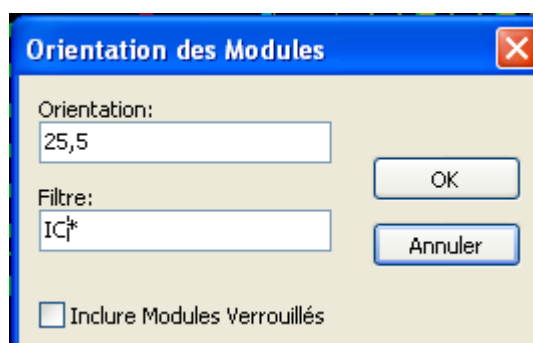 Orientation des Modules
Orientation:
25,5
OK
Filtre:
IC*
Annuler
Inclure Modules Verrouillés